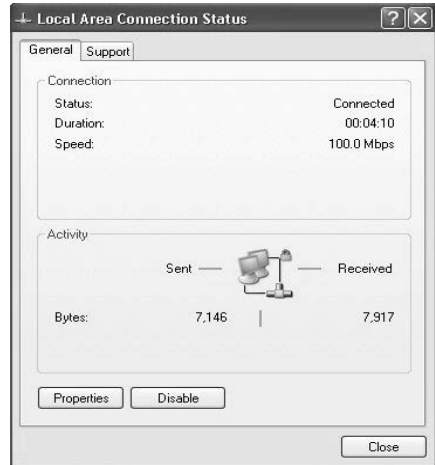 Local Area Connection Status
General Support
Connection
Status: Connected
Duration: 00:04:10
Speed: 100.0 Mbps
Activity
Sent — — Received
Bytes: 7,146 | 7,917
Properties Disable
Close